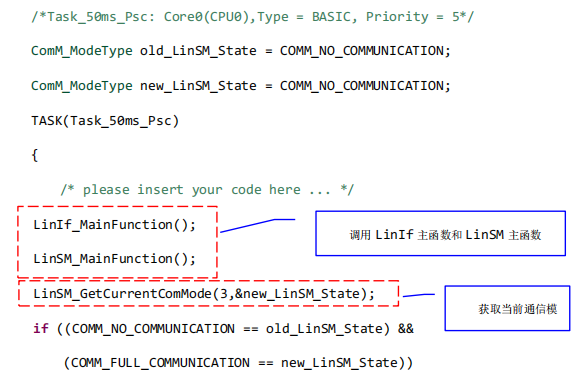 /*Task_50ms_Psc: Core0(CPU0),Type = BASIC, Priority = 5*/
ComM_ModeType old_LinSM_State = COMM_NO_COMMUNICATION;
ComM_ModeType new_LinSM_State = COMM_NO_COMMUNICATION;
TASK(Task_50ms_Psc)
{
/* please insert your code here ... */
LinIf_MainFunction();
调用 LinIf 主函数和 LinSM 主函数
LinSM_MainFunction();
LinSM_GetCurrentComMode(3,&new_LinSM_State);
获取当前通信模
if ((COMM_NO_COMMUNICATION == old_LinSM_State) &&
(COMM_FULL_COMMUNICATION == new_LinSM_State))